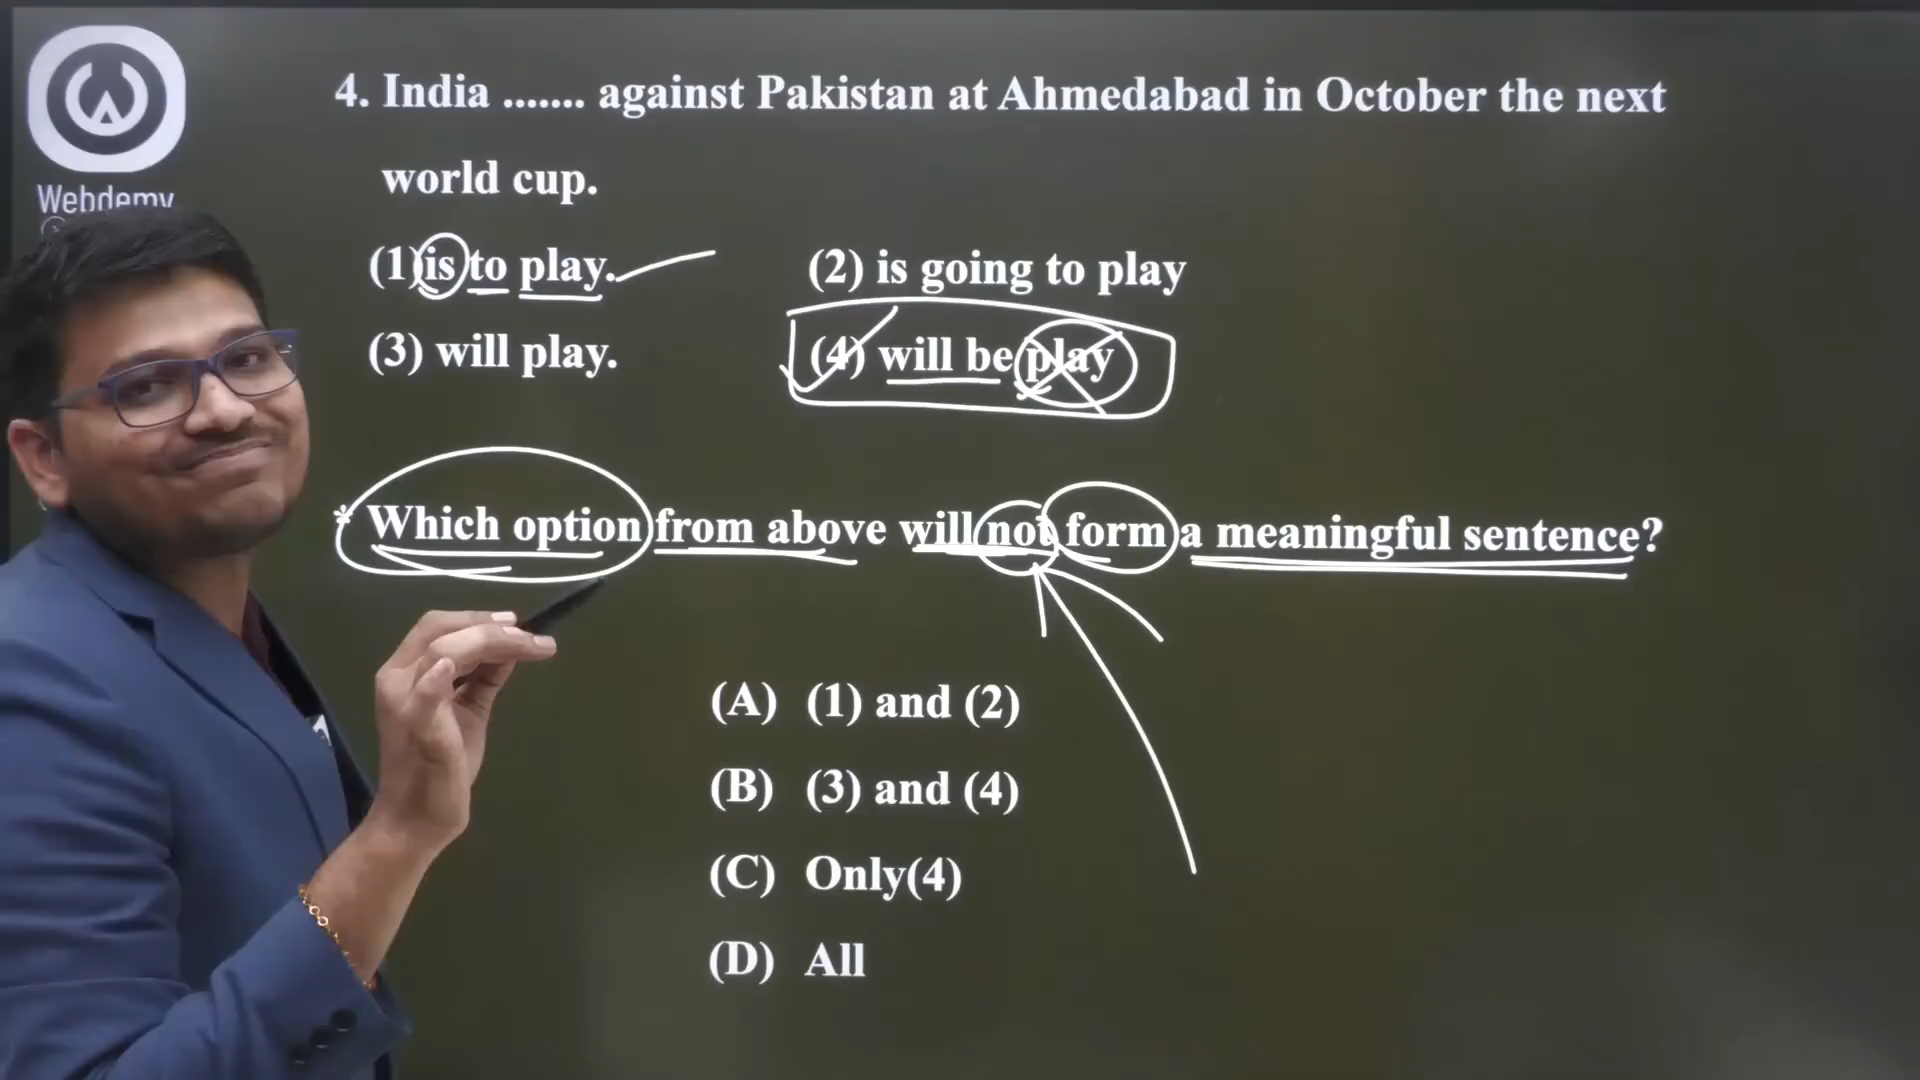 Webdemy
4. India ....... against Pakistan at Ahmedabad in October the next
world cup.
(1) is to play.
(2) is going to play
(3) will play.
(4) will be play
* Which option from above will not form a meaningful sentence?
(A) (1) and (2)
(B) (3) and (4)
(C) Only(4)
(D) All